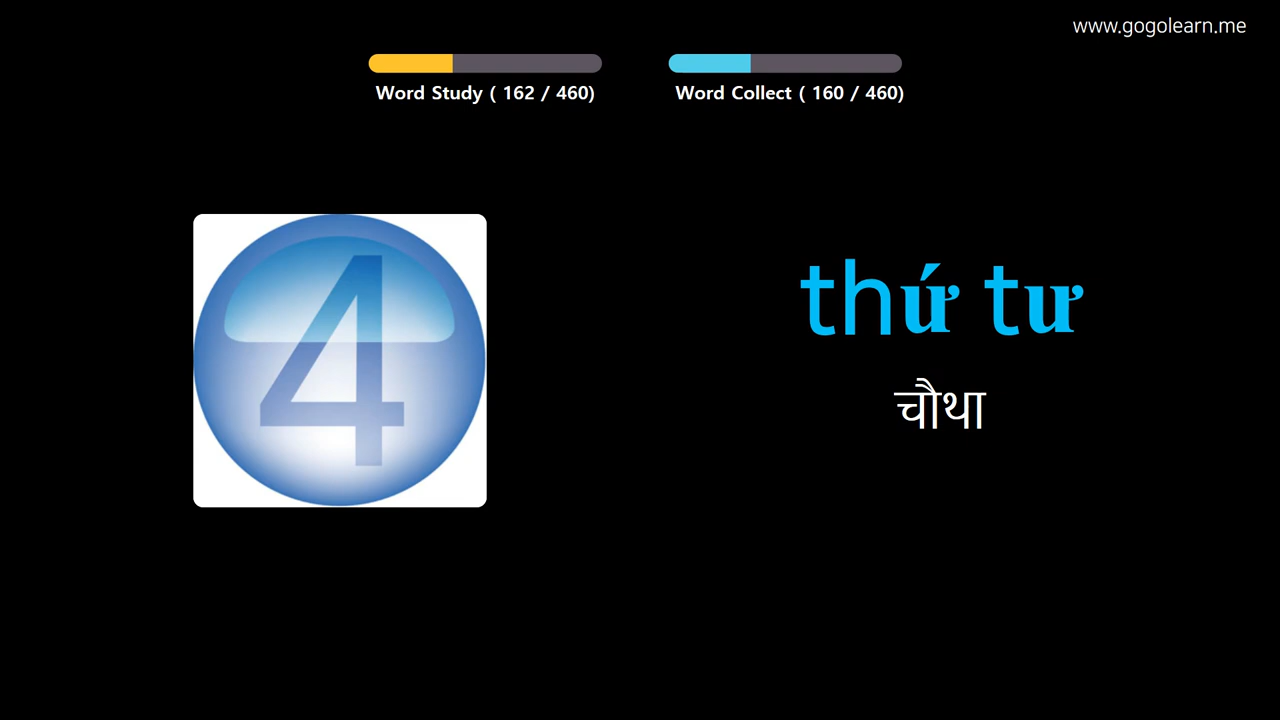 www.gogolearn.me
Word Study ( 162 / 460)
Word Collect ( 160 / 460)
4
thứ tư
चौथा